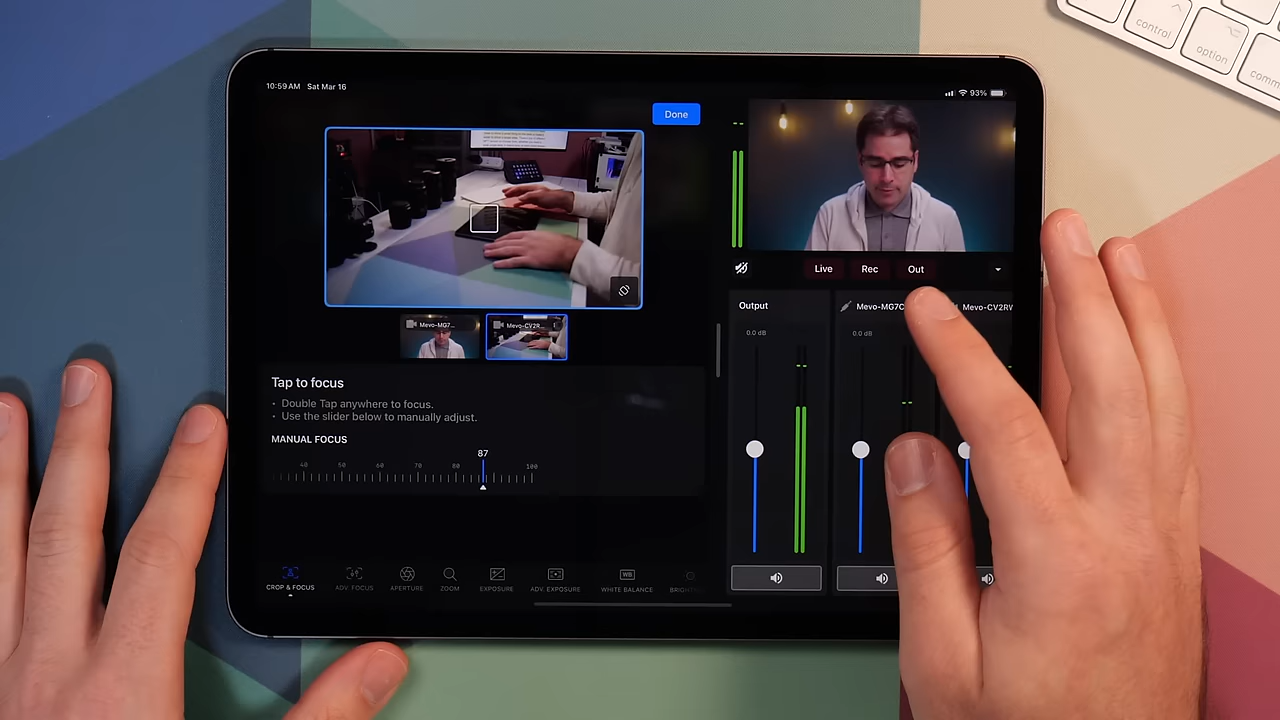 10:59 AM Sat Mar 16
93%
Done
Live
Rec
Out
Output
Mevo-MG7C
Mevo-CV2RW
0.0 dB
0.0 dB
Mevo-MG7...
Mevo-CV2R...
Tap to focus
• Double Tap anywhere to focus.
• Use the slider below to manually adjust.
MANUAL FOCUS
87
40 50 60 70 80 100
CROP & FOCUS
ADV. FOCUS
APERTURE
ZOOM
EXPOSURE
ADV. EXPOSURE
WB
WHITE BALANCE
BRIGHT
control
option
comm